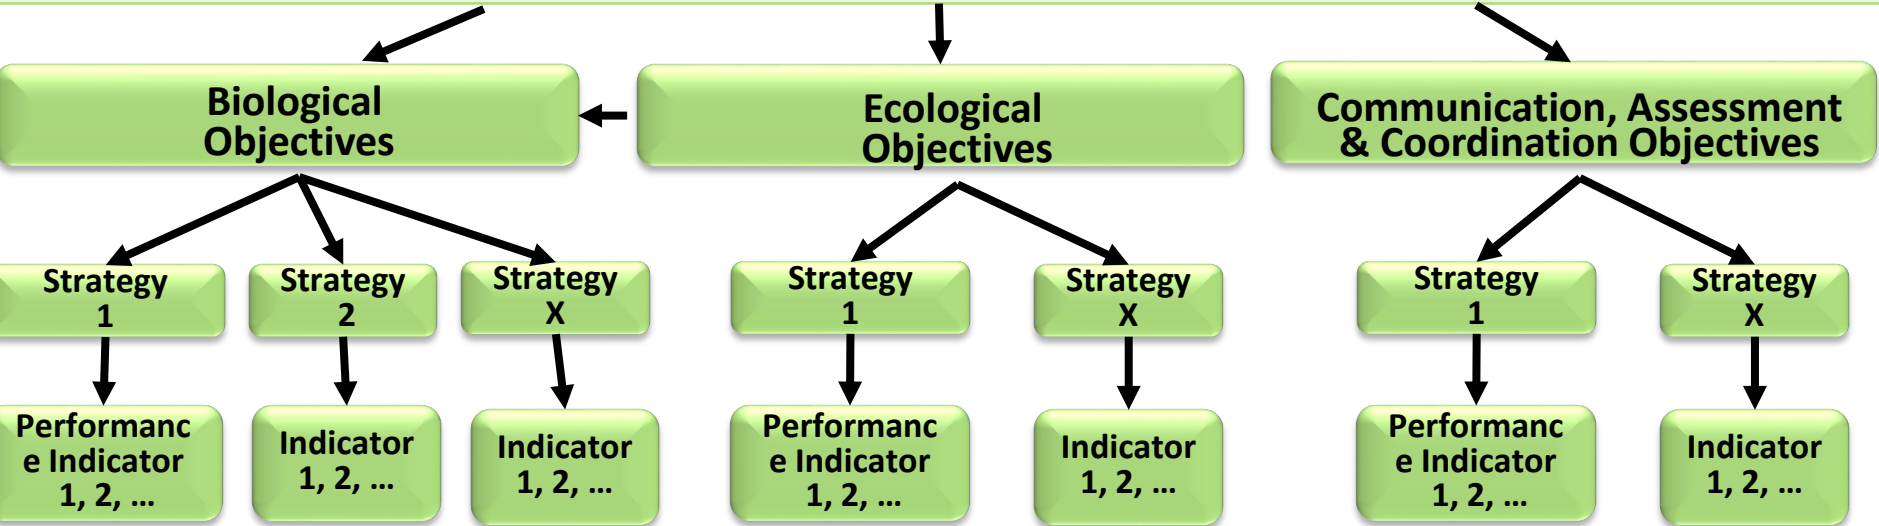 Biological
Objectives
Ecological
Objectives
Communication, Assessment
& Coordination Objectives
Strategy
1
Strategy
2
Strategy
X
Strategy
1
Strategy
X
Strategy
1
Strategy
X
Performanc
e Indicator
1, 2, ...
Indicator
1, 2, ...
Indicator
1, 2, ...
Performanc
e Indicator
1, 2, ...
Indicator
1, 2, ...
Performanc
e Indicator
1, 2, ...
Indicator
1, 2, ...